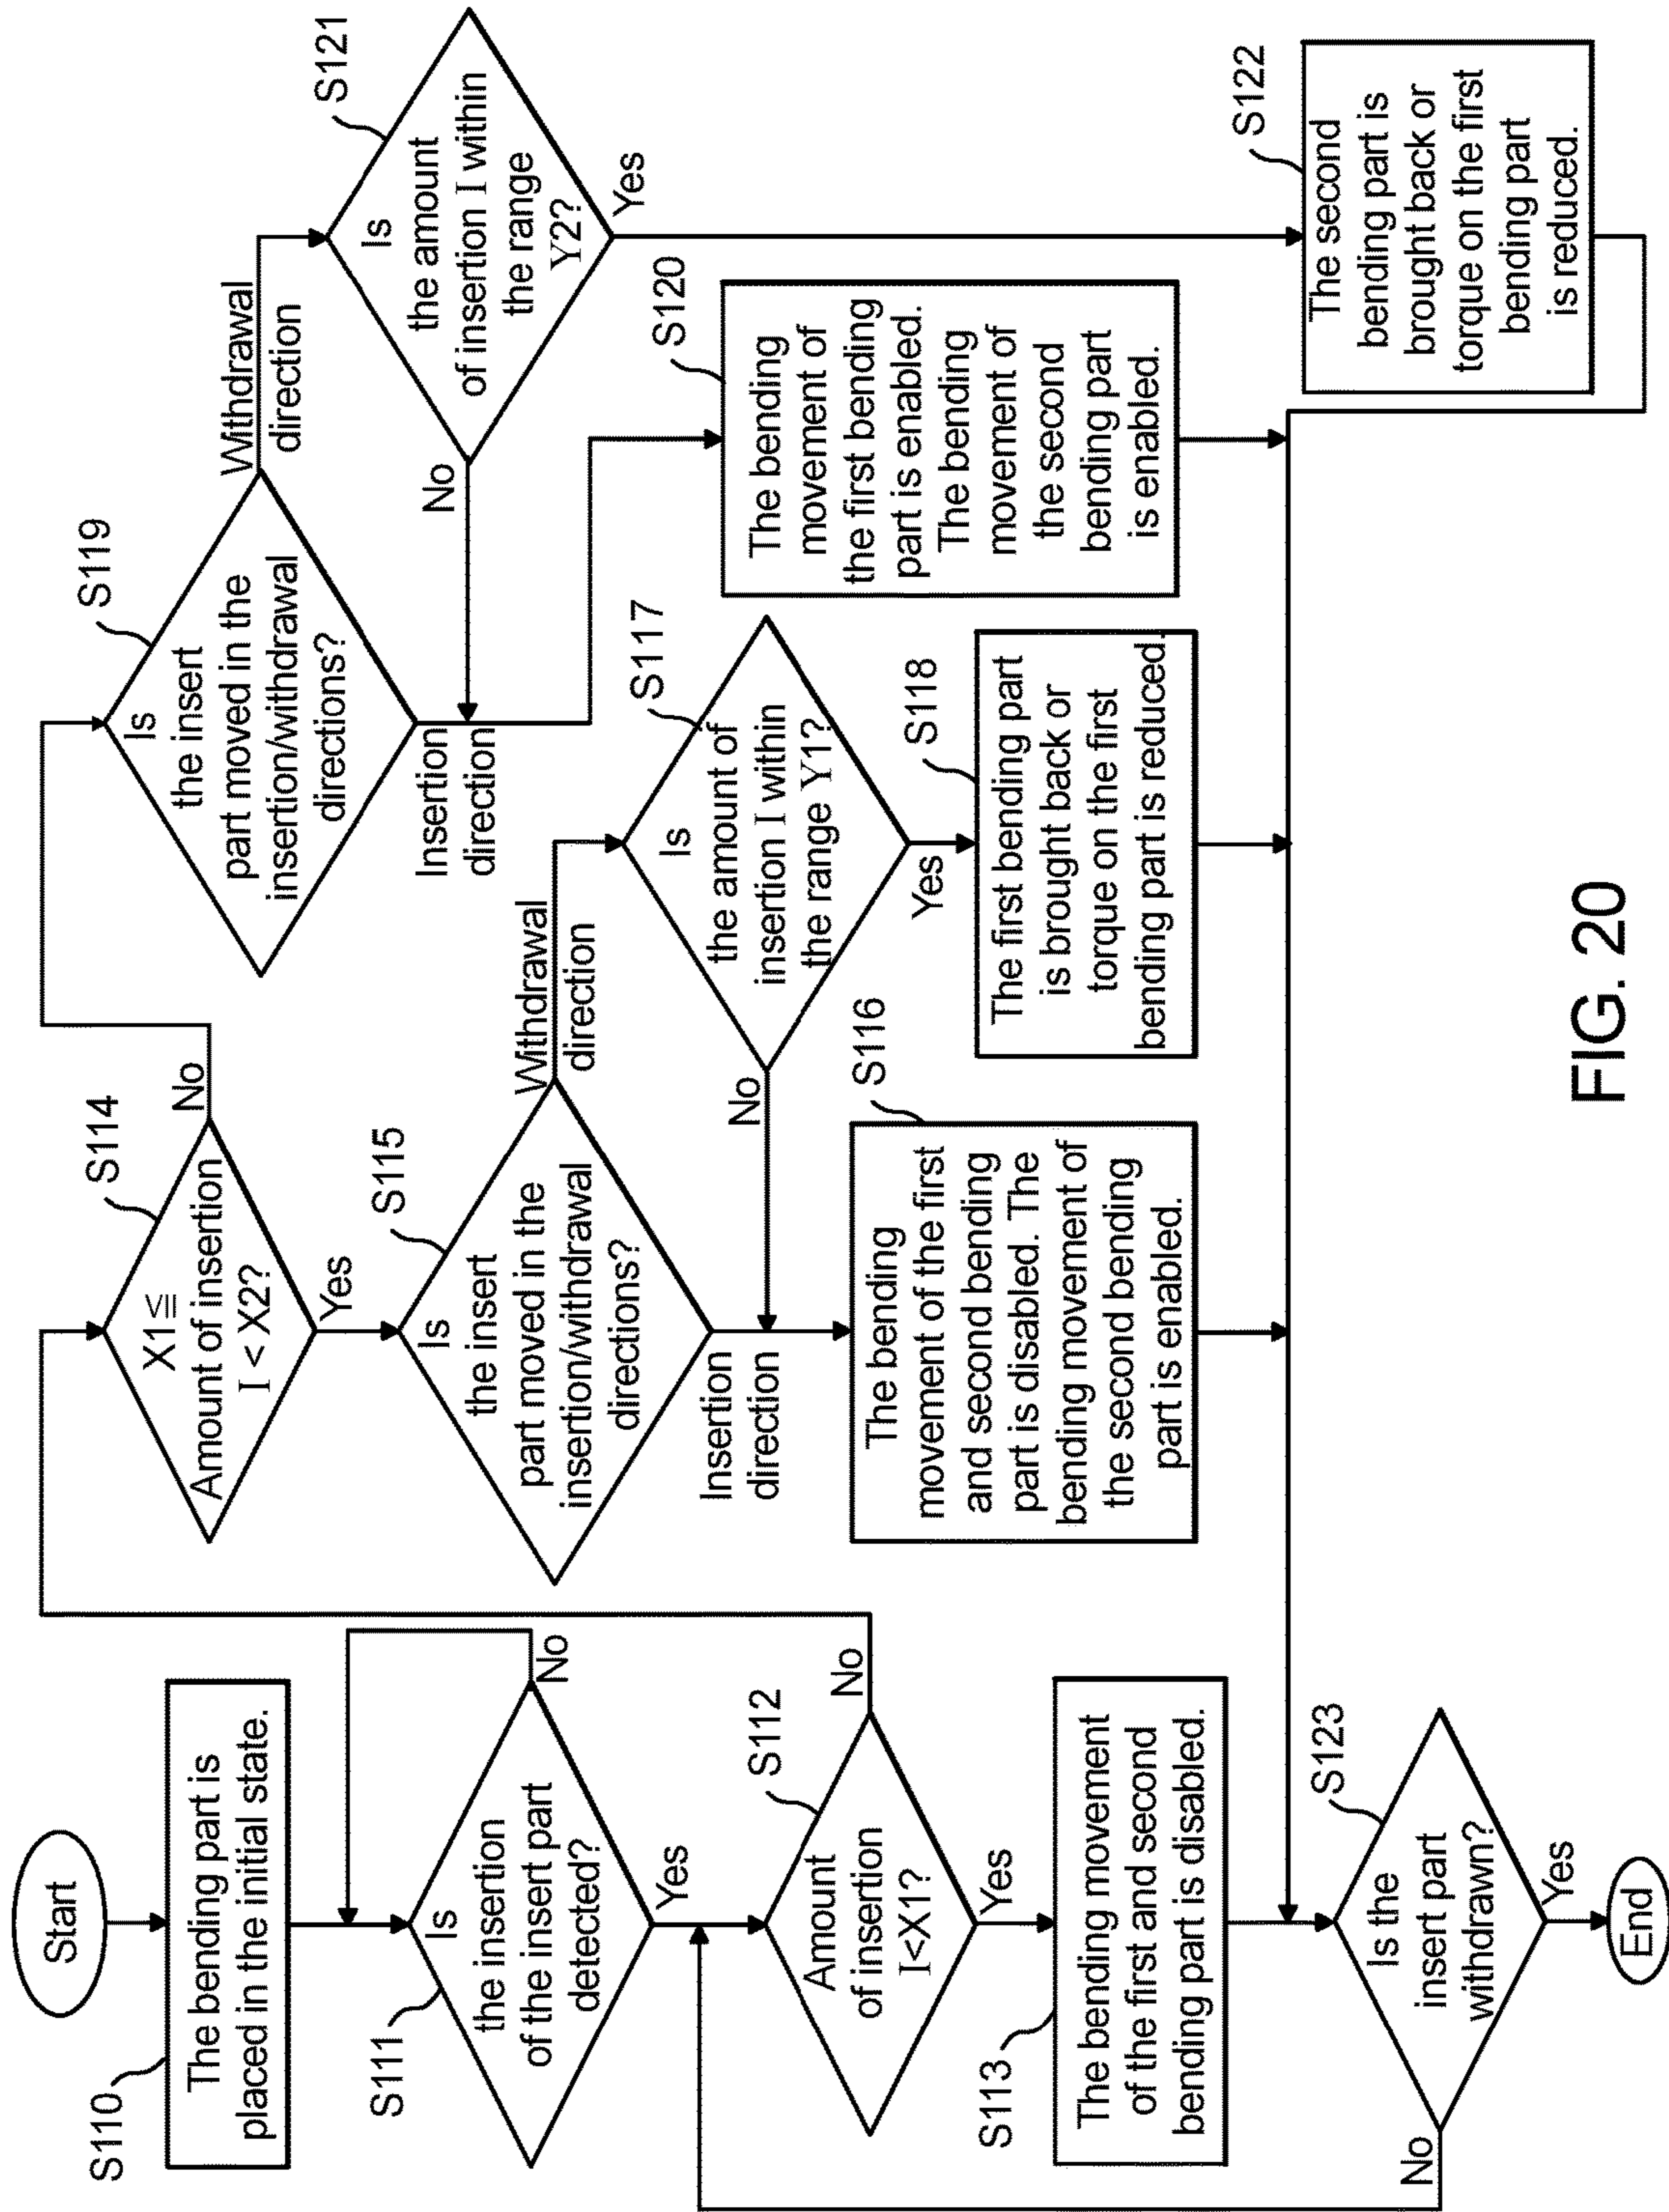 Start
S110
The bending part is
placed in the initial state.
S111
Is
the insertion
of the insert part
detected?
No
Yes
S112
Amount
of insertion
I<X1?
No
Yes
S113
The bending movement
of the first and second
bending part is disabled.
S114
X1≦
Amount of insertion
I < X2?
No
Yes
S115
Is
the insert
part moved in the
insertion/withdrawal
directions?
Withdrawal
direction
Insertion
direction
S116
The bending
movement of the first
and second bending
part is disabled. The
bending movement of
the second bending
part is enabled.
S117
Is
the amount of
insertion I within
the range Y1?
No
Yes
S118
The first bending part
is brought back or
torque on the first
bending part is reduced.
S119
Is
the insert
part moved in the
insertion/withdrawal
directions?
Withdrawal
direction
Insertion
direction
S120
The bending
movement of
the first bending
part is enabled.
The bending
movement of
the second
bending part
is enabled.
S121
Is
the amount
of insertion I within
the range
Y2?
No
Yes
S122
The second
bending part is
brought back or
torque on the first
bending part
is reduced.
S123
Is the
insert part
withdrawn?
No
Yes
End
FIG. 20